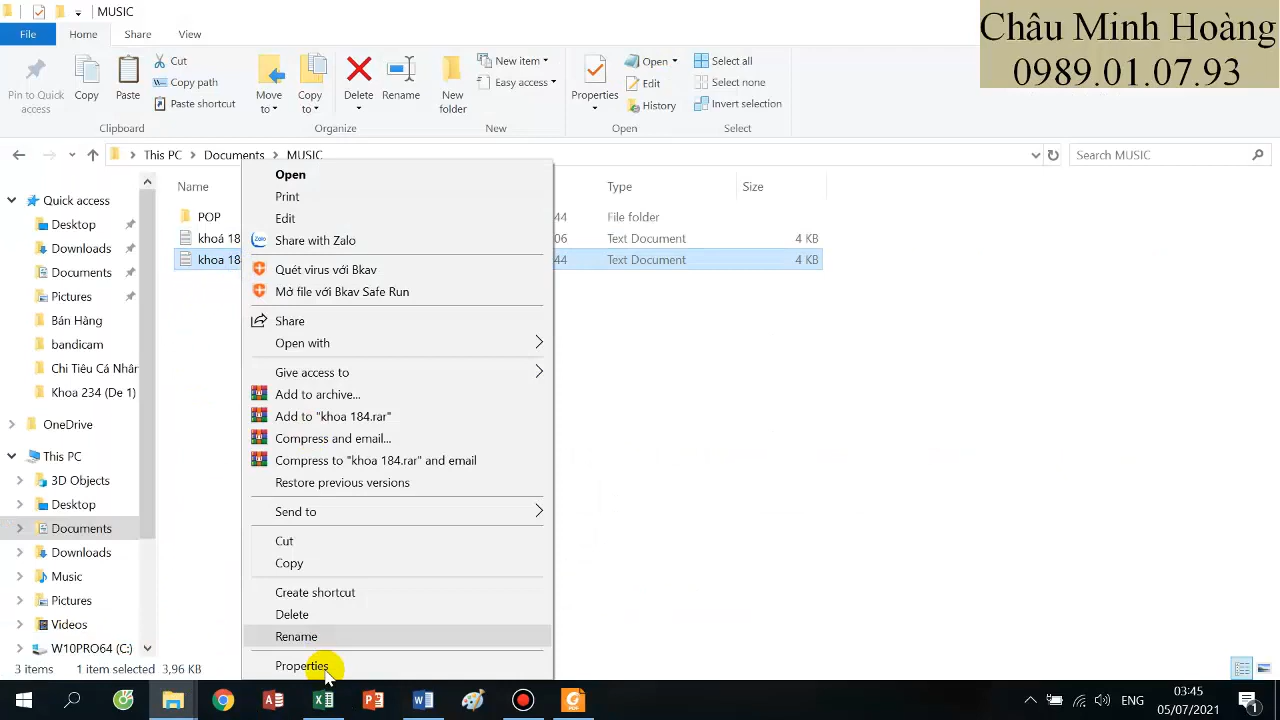 MUSIC
Châu Minh Hoàng
0989.01.07.93
File
Home
Share
View
Pin to Quick access
Copy
Paste
Cut
Copy path
Paste shortcut
Clipboard
Move to
Copy to
Delete
Rename
Organize
New folder
New item
Easy access
New
Properties
Open
Edit
History
Open
Select all
Select none
Invert selection
Select
This PC
Documents
MUSIC
Search MUSIC
Quick access
Desktop
Downloads
Documents
Pictures
Bán Hàng
bandicam
Chi Tiêu Cá Nhân
Khoa 234 (De 1)
OneDrive
This PC
3D Objects
Desktop
Documents
Downloads
Music
Pictures
Videos
W10PRO64 (C:)
Name
Type
Size
POP
44
File folder
khoá 18
06
Text Document
4 KB
khoa 18
44
Text Document
4 KB
Open
Print
Edit
Share with Zalo
Quét virus với Bkav
Mở file với Bkav Safe Run
Share
Open with
Give access to
Add to archive...
Add to "khoa 184.rar"
Compress and email...
Compress to "khoa 184.rar" and email
Restore previous versions
Send to
Cut
Copy
Create shortcut
Delete
Rename
Properties
3 items
1 item selected
3,96 KB
ENG
03:45
05/07/2021
1